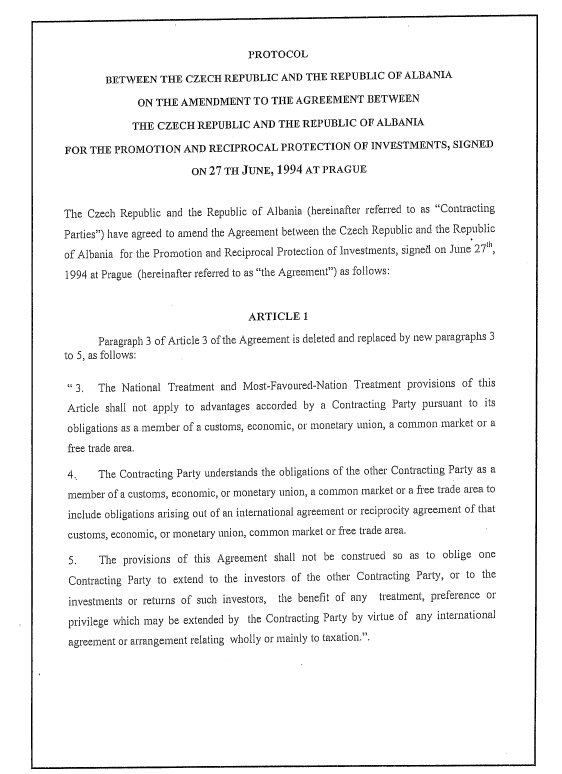 PROTOCOL
BETWEEN THE CZECH REPUBLIC AND THE REPUBLIC OF ALBANIA
ON THE AMENDMENT TO THE AGREEMENT BETWEEN
THE CZECH REPUBLIC AND THE REPUBLIC OF ALBANIA
FOR THE PROMOTION AND RECIPROCAL PROTECTION OF INVESTMENTS, SIGNED
ON 27 TH JUNE, 1994 AT PRAGUE
The Czech Republic and the Republic of Albania (hereinafter referred to as “Contracting
Parties”) have agreed to amend the Agreement between the Czech Republic and the Republic
of Albania for the Promotion and Reciprocal Protection of Investments, signed on June 27th,
1994 at Prague (hereinafter referred to as “the Agreement”) as follows:
ARTICLE 1
Paragraph 3 of Article 3 of the Agreement is deleted and replaced by new paragraphs 3
to 5, as follows:
“ 3. The National Treatment and Most-Favoured-Nation Treatment provisions of this
Article shall not apply to advantages accorded by a Contracting Party pursuant to its
obligations as a member of a customs, economic, or monetary union, a common market or a
free trade area.
4. The Contracting Party understands the obligations of the other Contracting Party as a
member of a customs, economic, or monetary union, a common market or a free trade area to
include obligations arising out of an international agreement or reciprocity agreement of that
customs, economic, or monetary union, common market or free trade area.
5. The provisions of this Agreement shall not be construed so as to oblige one
Contracting Party to extend to the investors of the other Contracting Party, or to the
investments or returns of such investors, the benefit of any treatment, preference or
privilege which may be extended by the Contracting Party by virtue of any international
agreement or arrangement relating wholly or mainly to taxation.”.